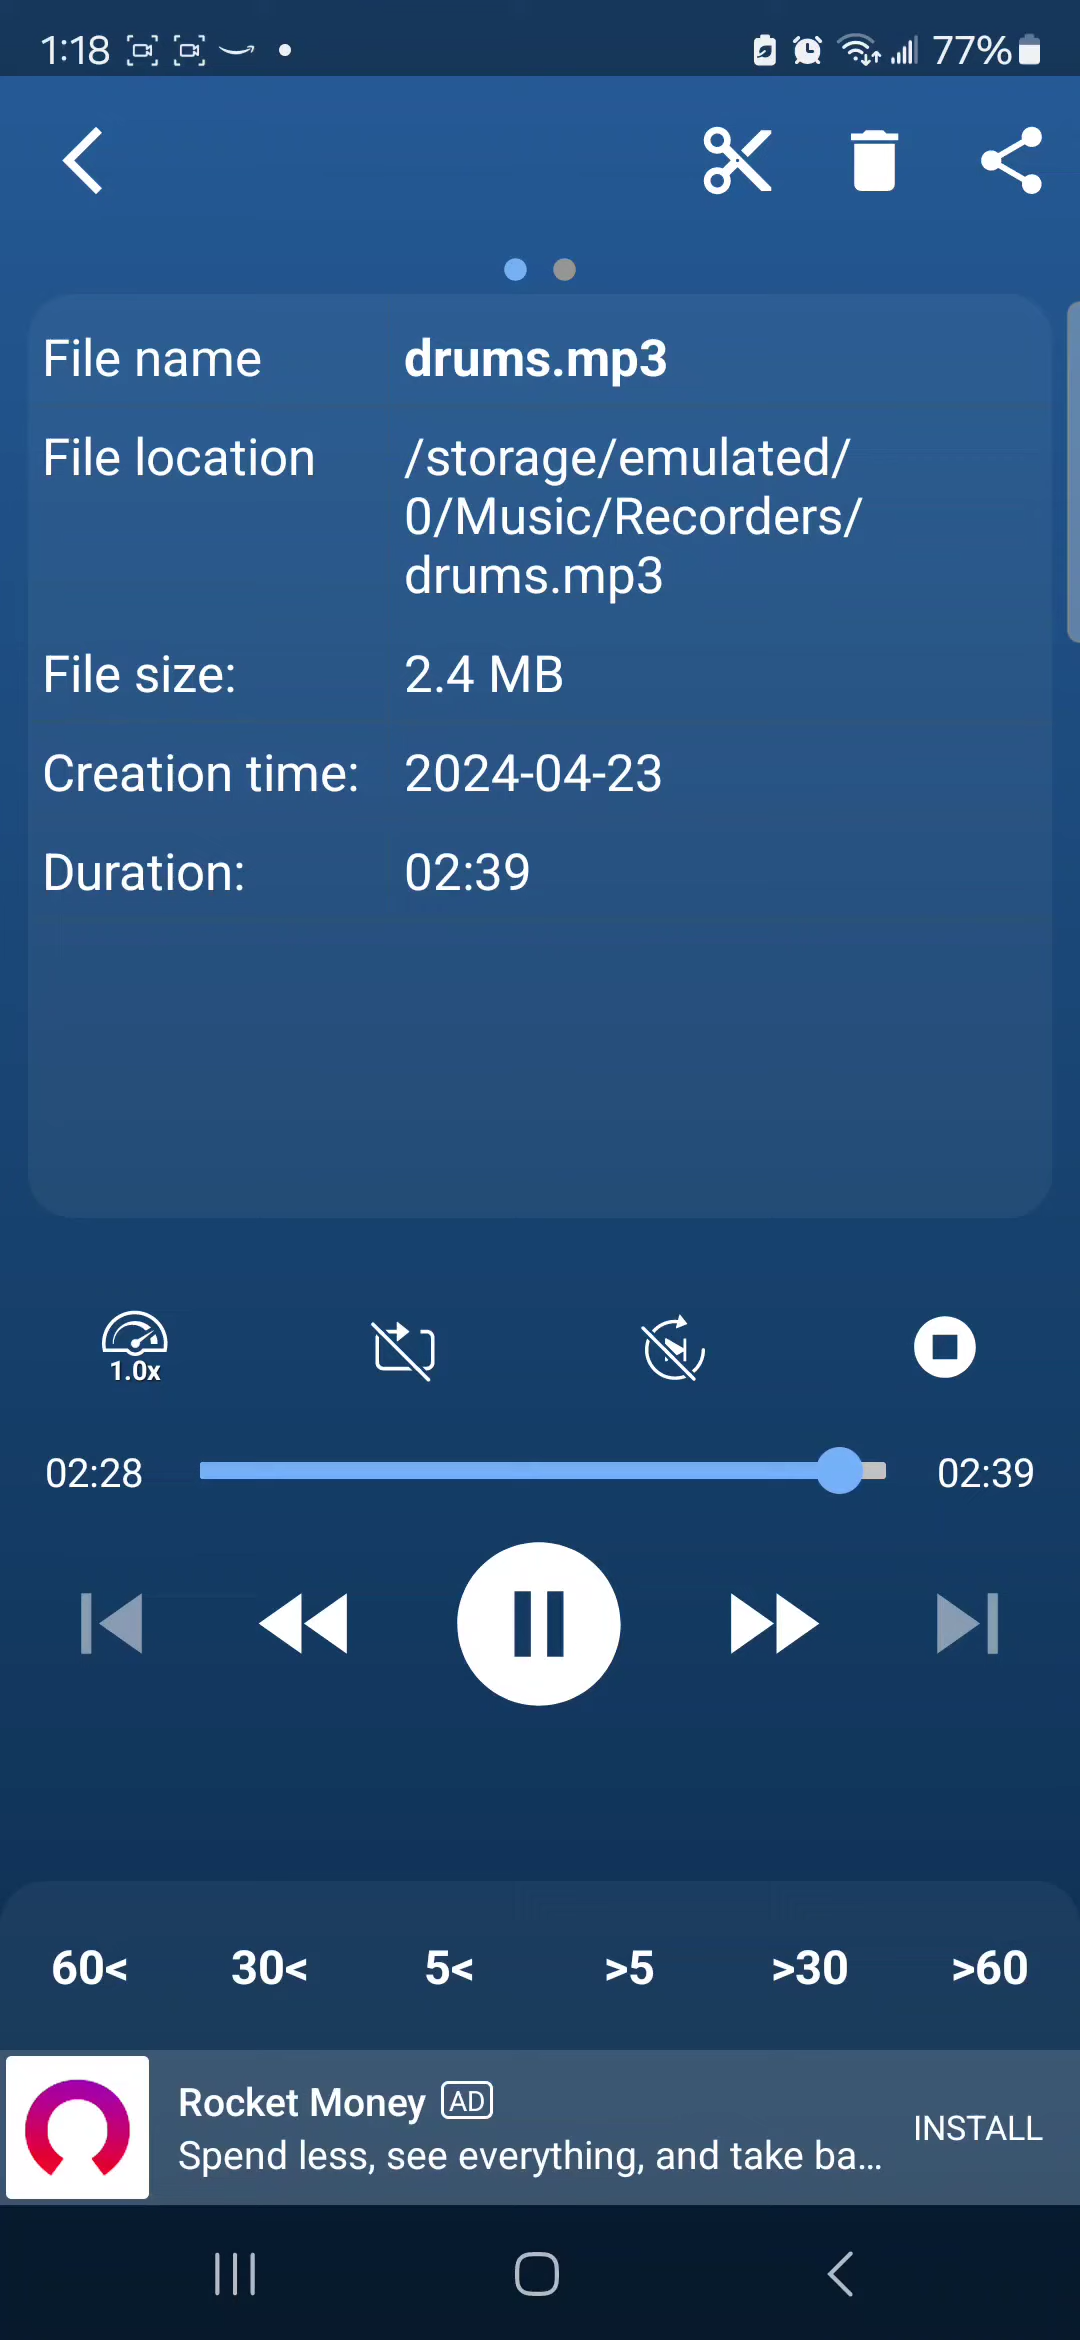 1:18
77%
File name drums.mp3
File location /storage/emulated/
0/Music/Recorders/
drums.mp3
File size: 2.4 MB
Creation time: 2024-04-23
Duration: 02:39
1.0x
02:28 02:39
60< 30< 5< >5 >30 >60
Rocket Money AD
Spend less, see everything, and take ba...
INSTALL